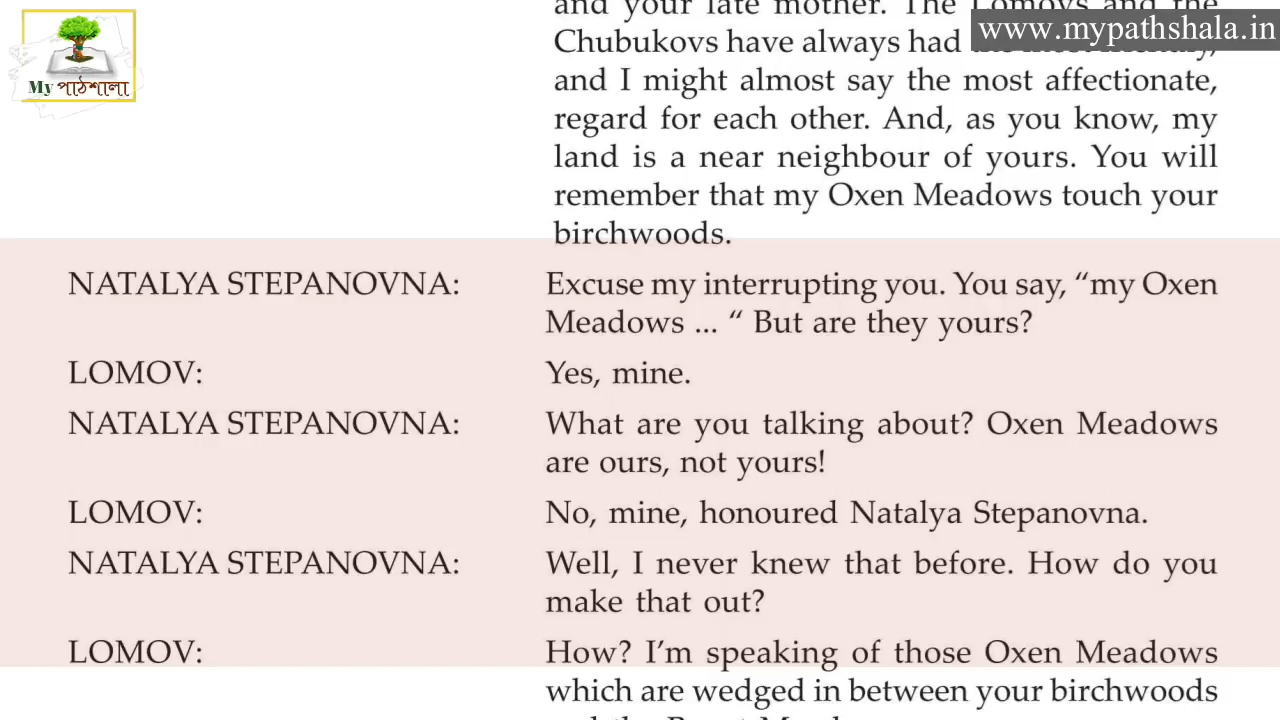 and your late mother. The Lomovs and the
www.mypathshala.in
Chubukovs have always had
My পাঠশালা
and I might almost say the most affectionate,
regard for each other. And, as you know, my
land is a near neighbour of yours. You will
remember that my Oxen Meadows touch your
birchwoods.
NATALYA STEPANOVNA: Excuse my interrupting you. You say, “my Oxen
Meadows ... “ But are they yours?
LOMOV: Yes, mine.
NATALYA STEPANOVNA: What are you talking about? Oxen Meadows
are ours, not yours!
LOMOV: No, mine, honoured Natalya Stepanovna.
NATALYA STEPANOVNA: Well, I never knew that before. How do you
make that out?
LOMOV: How? I’m speaking of those Oxen Meadows
which are wedged in between your birchwoods